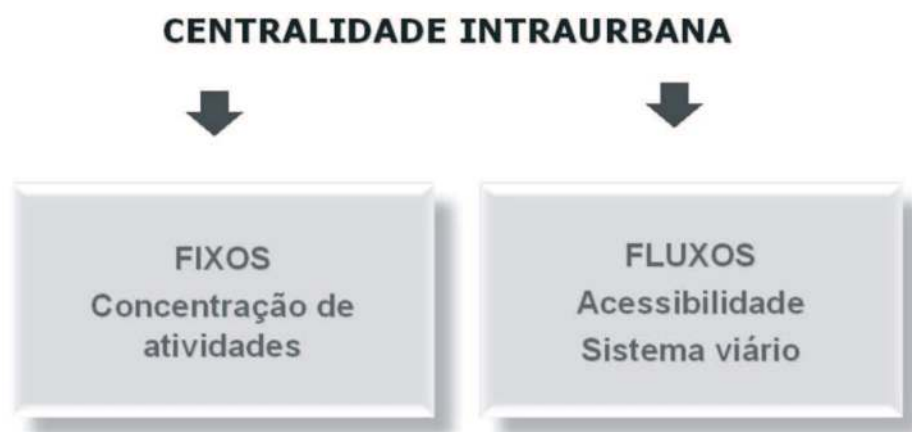 CENTRALIDADE INTRAURBANA
FIXOS
Concentração de
atividades
FLUXOS
Acessibilidade
Sistema viário